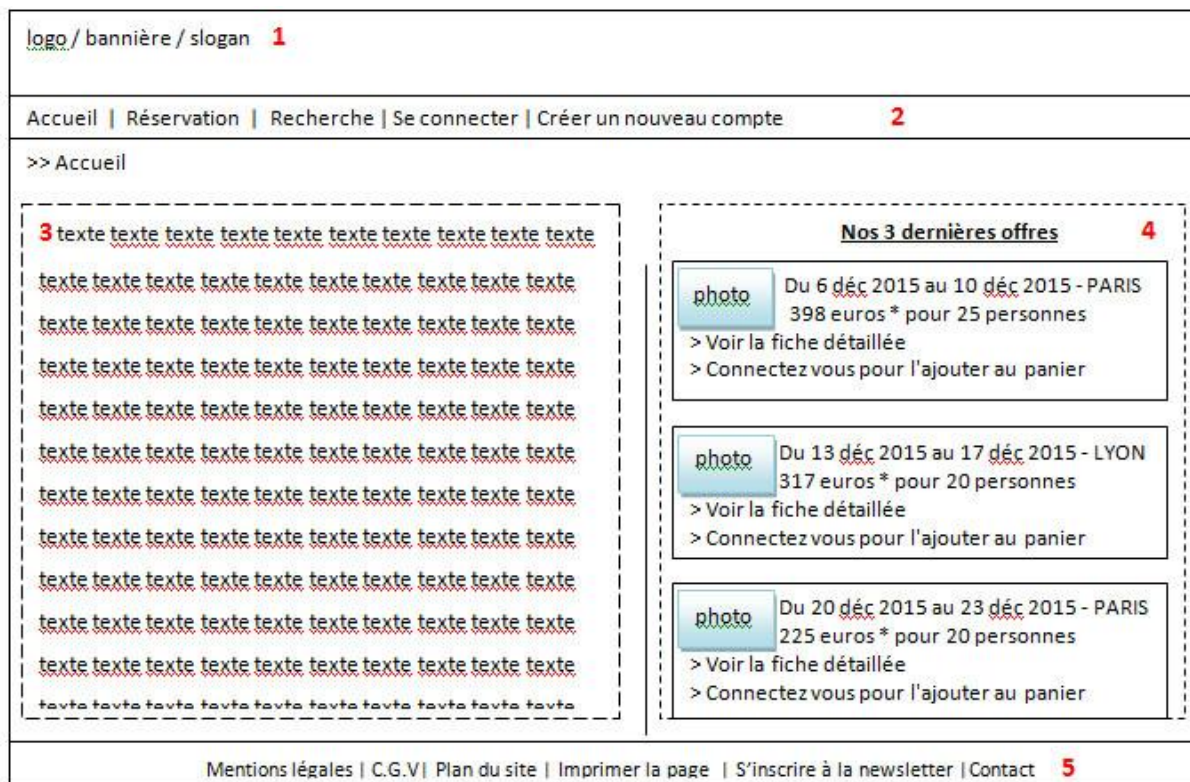 logo / bannière / slogan 1
Accueil | Réservation | Recherche | Se connecter | Créer un nouveau compte 2
>> Accueil
3 texte texte texte texte texte texte texte texte texte texte
texte texte texte texte texte texte texte texte texte texte
texte texte texte texte texte texte texte texte texte texte
texte texte texte texte texte texte texte texte texte texte
texte texte texte texte texte texte texte texte texte texte
texte texte texte texte texte texte texte texte texte texte
texte texte texte texte texte texte texte texte texte texte
texte texte texte texte texte texte texte texte texte texte
texte texte texte texte texte texte texte texte texte texte
texte texte texte texte texte texte texte texte texte texte
texte texte texte texte texte texte texte texte texte texte
texte texte texte texte texte texte texte texte texte texte
Nos 3 dernières offres 4
photo Du 6 déc 2015 au 10 déc 2015 - PARIS
398 euros * pour 25 personnes
> Voir la fiche détaillée
> Connectez vous pour l'ajouter au panier
photo Du 13 déc 2015 au 17 déc 2015 - LYON
317 euros * pour 20 personnes
> Voir la fiche détaillée
> Connectez vous pour l'ajouter au panier
photo Du 20 déc 2015 au 23 déc 2015 - PARIS
225 euros * pour 20 personnes
> Voir la fiche détaillée
> Connectez vous pour l'ajouter au panier
Mentions légales | C.G.V | Plan du site | Imprimer la page | S'inscrire à la newsletter | Contact 5